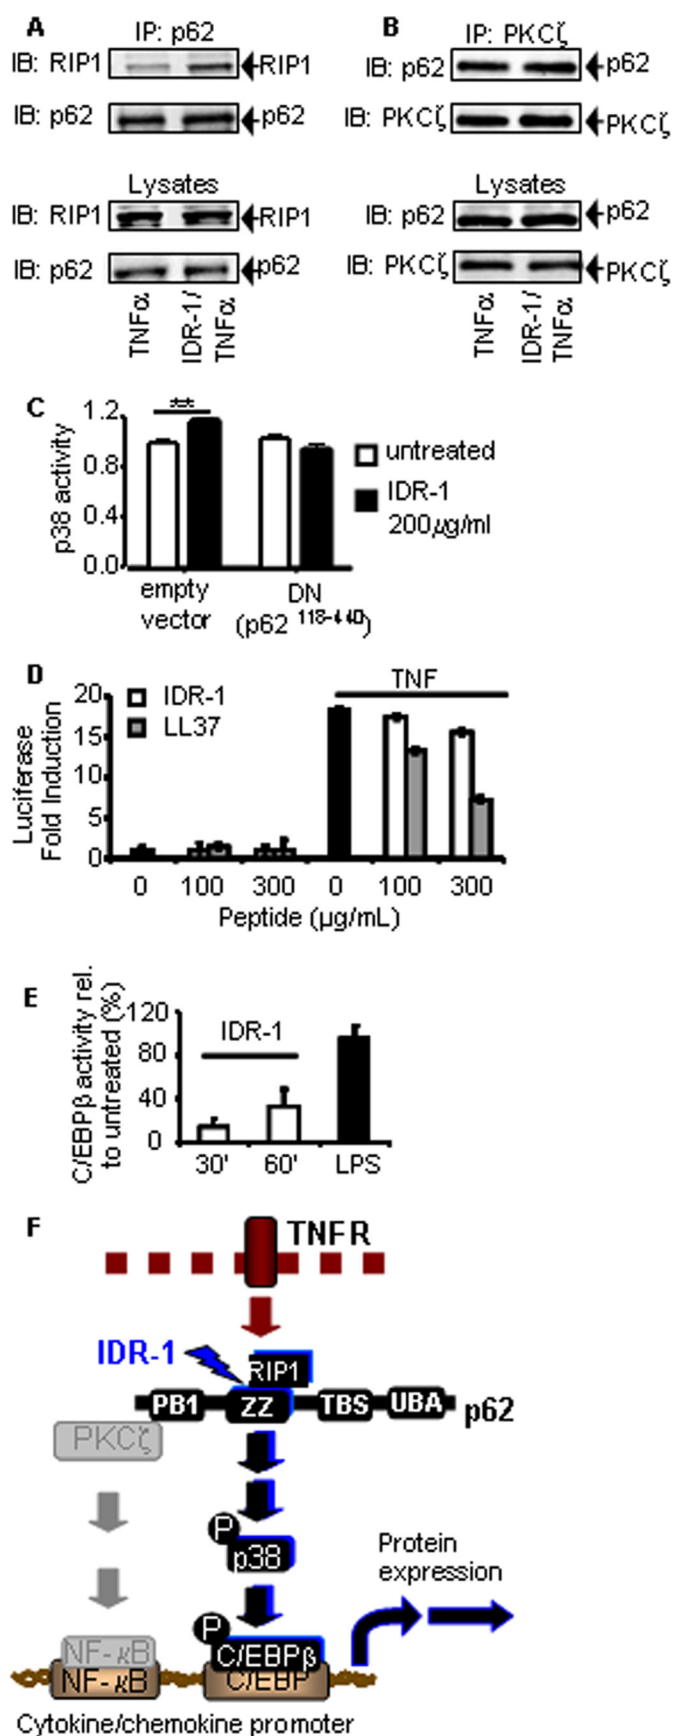 A
IP: p62
IB: RIP1
RIP1
IB: p62
p62
Lysates
IB: RIP1
RIP1
IB: p62
p62
TNFα
IDR-1/
TNFα
B
IP: PKCζ
IB: p62
p62
IB: PKCζ
PKCζ
Lysates
IB: p62
p62
IB: PKCζ
PKCζ
TNFα
IDR-1/
TNFα
C
p38 activity
1.2
0.8
0.4
0.0
**
untreated
IDR-1
200µg/ml
empty
vector
DN
(p62 118-440)
D
Luciferase
Fold Induction
20
15
10
5
0
IDR-1
LL37
TNF
0 100 300 0 100 300
Peptide (µg/mL)
E
C/EBPβ activity rel.
to untreated (%)
120
80
40
0
IDR-1
30' 60' LPS
F
TNFR
IDR-1
RIP1
PB1 ZZ TBS UBA p62
PKCζ
P
p38
Protein
expression
P
NF-κB C/EBPβ
NF-κB C/EBP
Cytokine/chemokine promoter